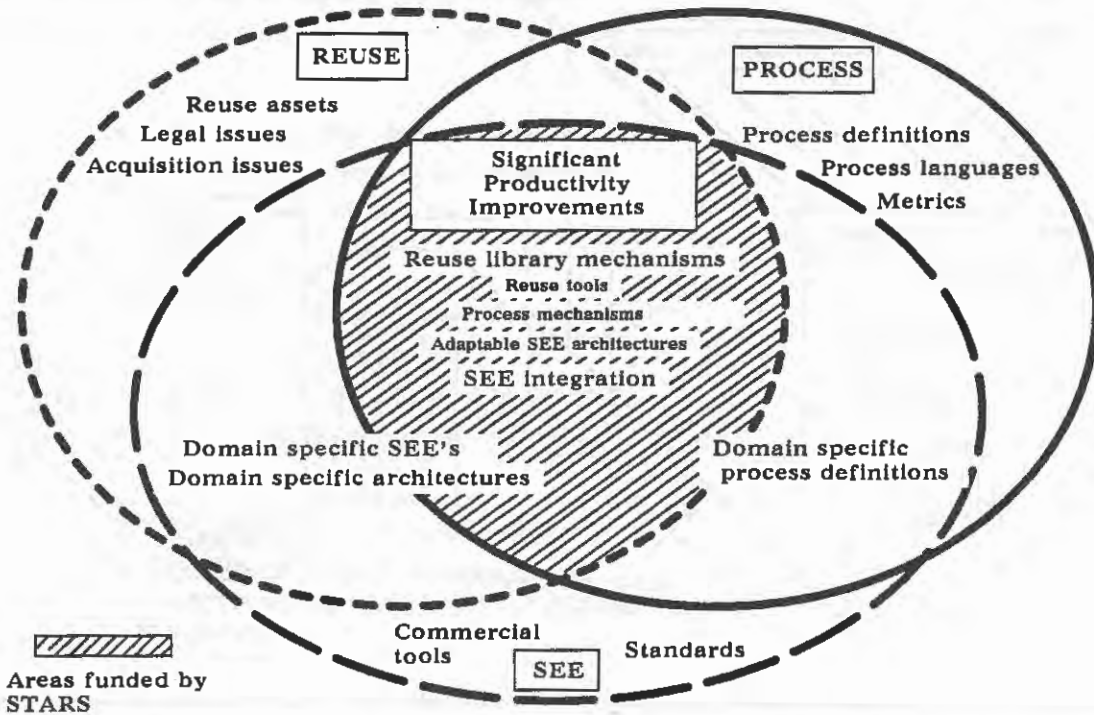 REUSE
PROCESS
Reuse assets
Legal issues
Acquisition issues
Process definitions
Process languages
Metrics
Significant
Productivity
Improvements
Reuse library mechanisms
Reuse tools
Process mechanisms
Adaptable SEE architectures
SEE integration
Domain specific SEE's
Domain specific architectures
Domain specific
process definitions
Commercial
tools
Standards
SEE
Areas funded by
STARS